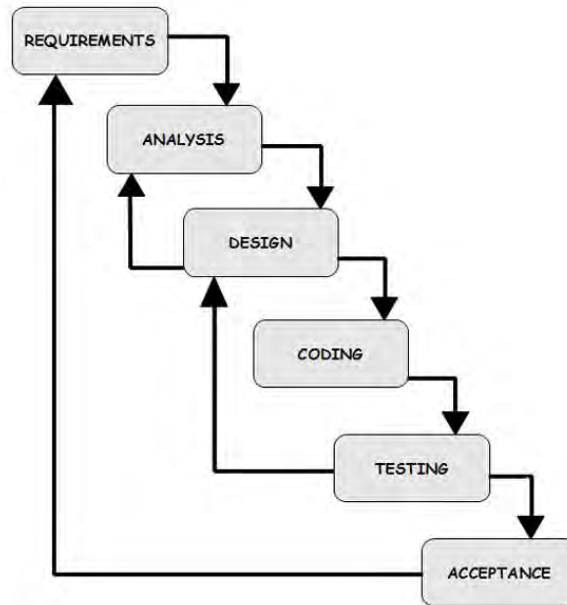 REQUIREMENTS
ANALYSIS
DESIGN
CODING
TESTING
ACCEPTANCE